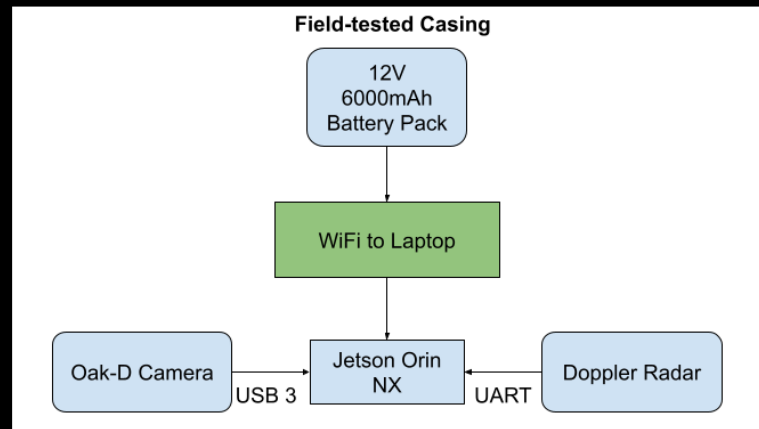 Field-tested Casing
12V
6000mAh
Battery Pack
WiFi to Laptop
Oak-D Camera
USB 3
Jetson Orin
NX
UART
Doppler Radar